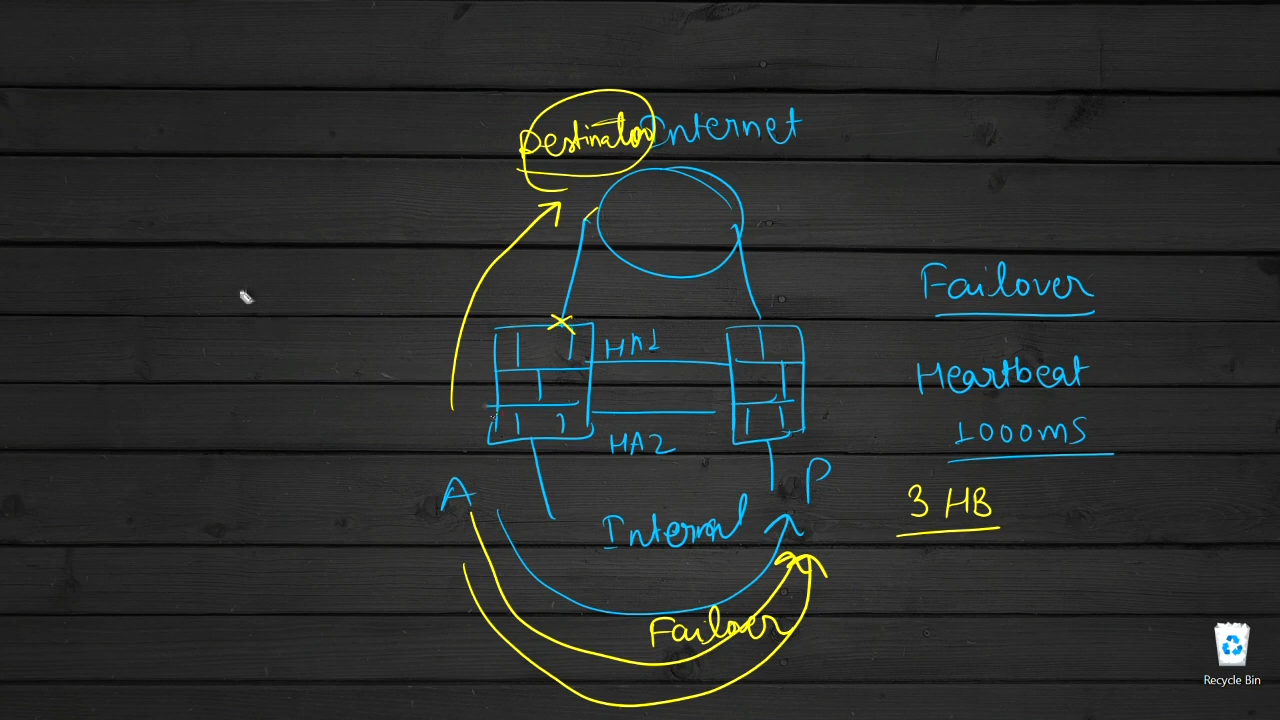 Destination Internet
Failover
HA1
Heartbeat
1000ms
HA2
A
P
3 HB
Internal
Failover
Recycle Bin